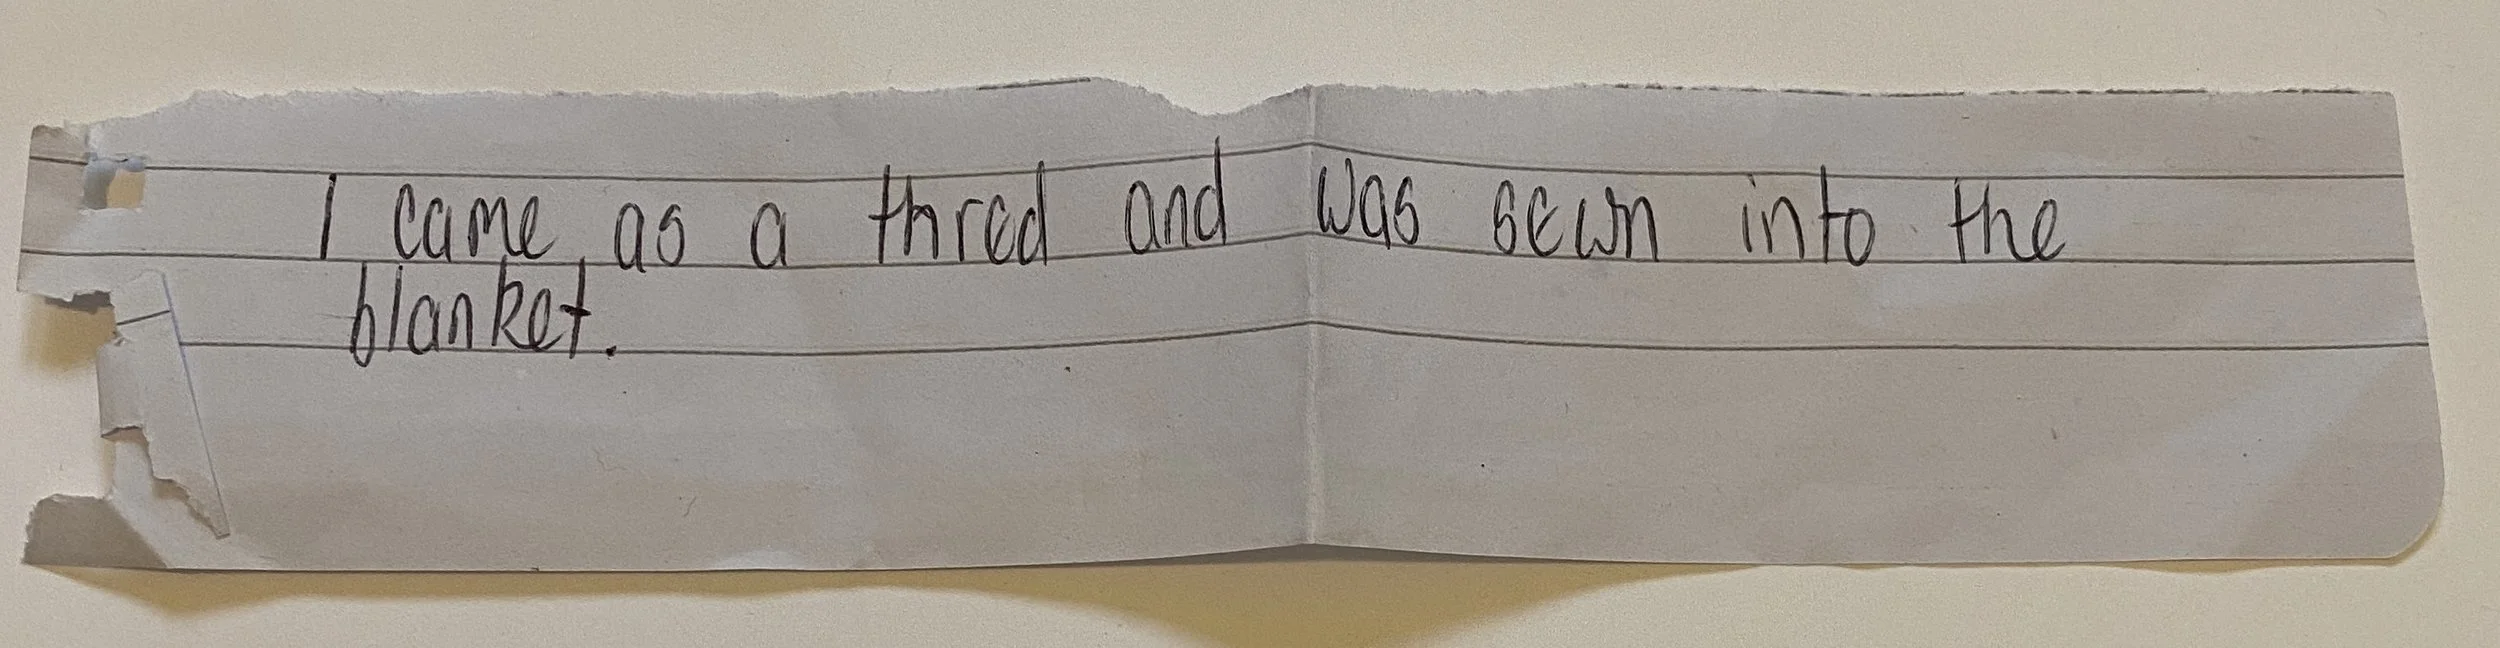 I came as a thred and was sewn into the
blanket.